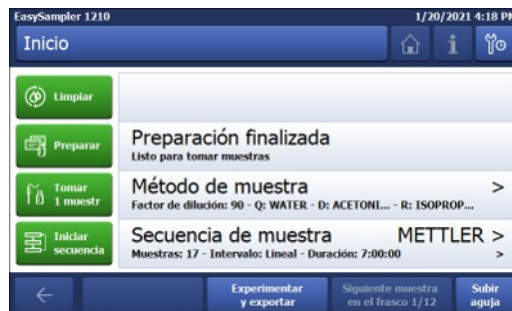 EasySampler 1210
1/20/2021 4:18 PM
Inicio
Limpiar
Preparar
Preparación finalizada
Listo para tomar muestras
Tomar
1 muestr
Método de muestra >
Factor de dilución: 90 - Q: WATER - D: ACETONI... - R: ISOPROP...
Iniciar
secuencia
Secuencia de muestra METTLER >
Muestras: 17 - Intervalo: Lineal - Duración: 7:00:00 >
Experimentar
y exportar
Siguiente muestra
en el frasco 1/12
Subir
aguja